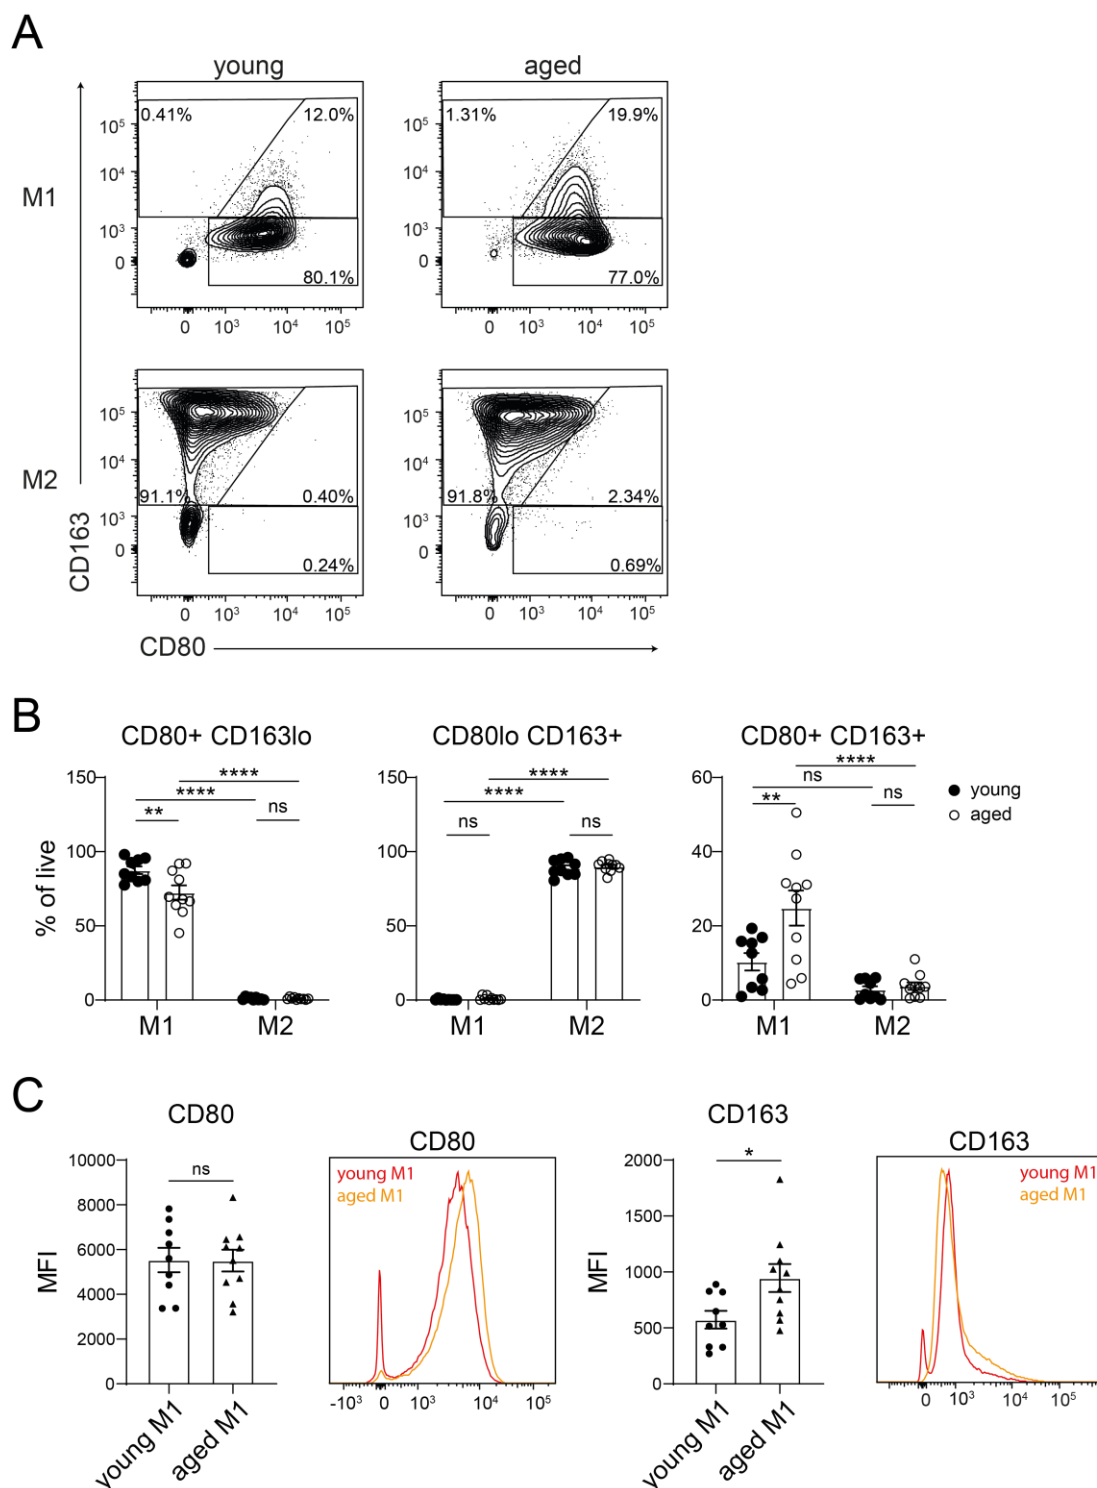 A
young aged
0.41% 12.0% 1.31% 19.9%
10⁵ 10⁵
10⁴ 10⁴
M1
10³ 10³
0 0
80.1% 77.0%
0 10³ 10⁴ 10⁵ 0 10³ 10⁴ 10⁵
10⁵ 10⁵
10⁴ 10⁴
M2
91.1% 0.40% 91.8% 2.34%
10³ 10³
0 0
0.24% 0.69%
0 10³ 10⁴ 10⁵ 0 10³ 10⁴ 10⁵
CD163
CD80
B
CD80+ CD163lo CD80lo CD163+ CD80+ CD163+
% of live
150
100
50
0
**** 
**** 
** ns
M1 M2
150
100
50
0
****
****
ns ns
M1 M2
60
40
20
0
****
ns
** ns
M1 M2
young
aged
C
CD80
MFI
10000
8000
6000
4000
2000
0
ns
young M1
aged M1
CD80
young M1
aged M1
-10³ 0 10³ 10⁴ 10⁵
CD163
MFI
2000
1500
1000
500
0
*
young M1
aged M1
CD163
young M1
aged M1
0 10³ 10⁴ 10⁵